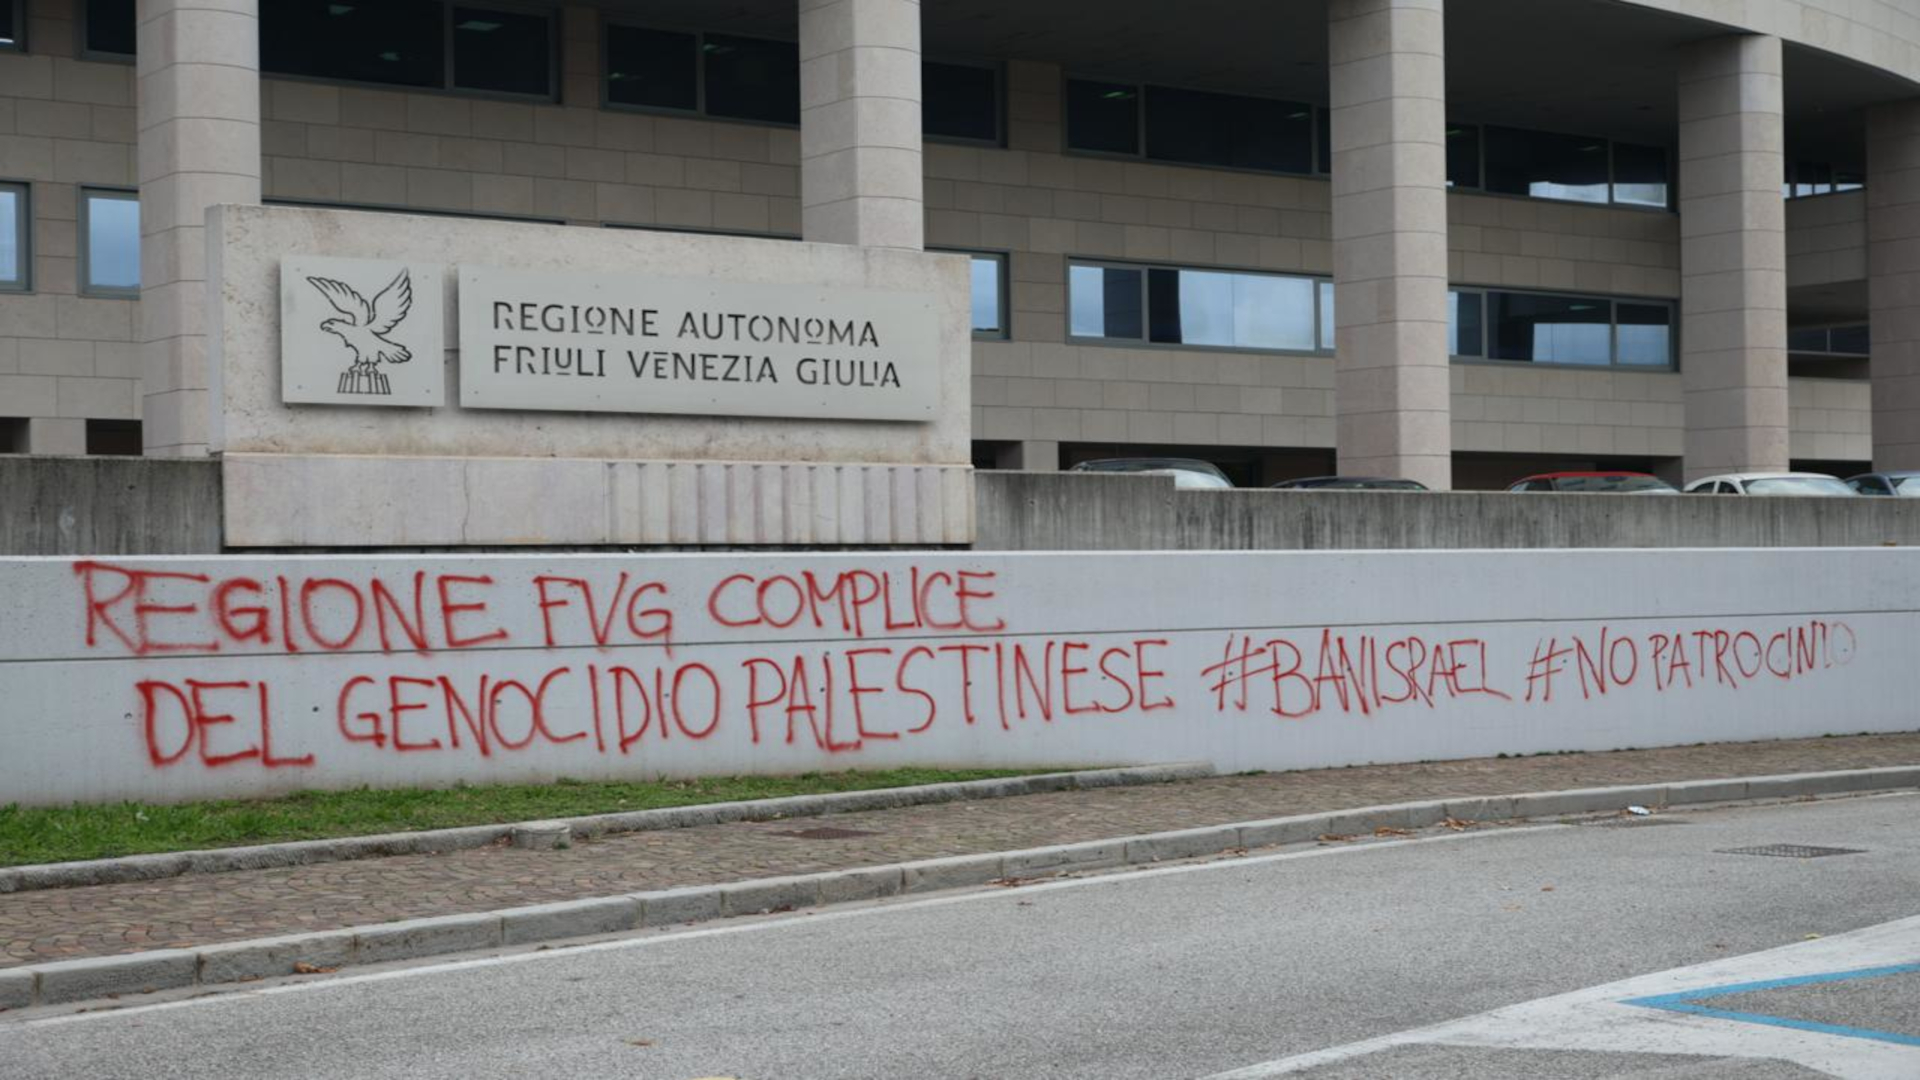 REGIONE AUTONOMA
FRIULI VENEZIA GIULIA
REGIONE FVG COMPLICE
DEL GENOCIDIO PALESTINESE #BANISRAEL #NO PATROCINIO